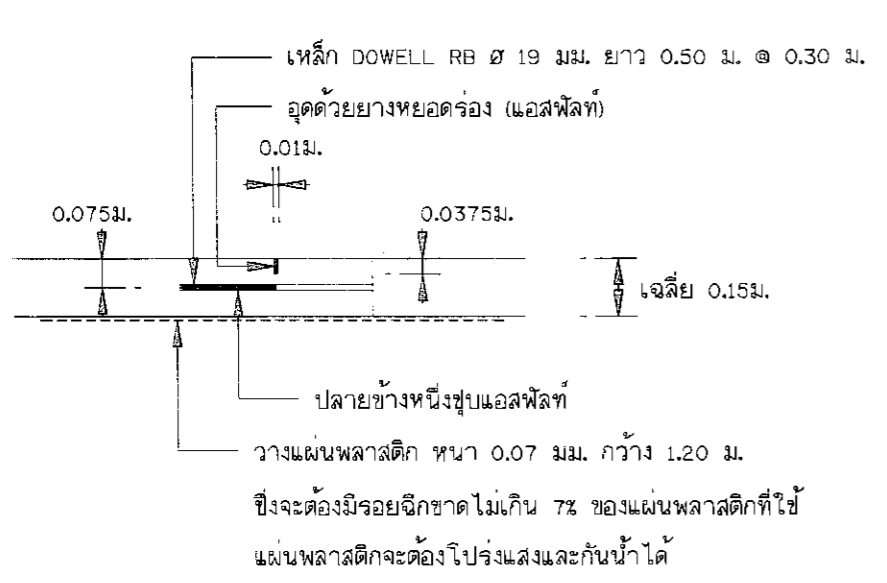 เหล็ก DOWELL RB Ø 19 มม. ยาว 0.50 ม. @ 0.30 ม.
อุดด้วยยางหยอดร่อง (แอสฟัลท์)
0.01ม.
0.075ม.
0.0375ม.
เฉลี่ย 0.15ม.
ปลายข้างหนึ่งชุบแอสฟัลท์
วางแผ่นพลาสติก หนา 0.07 มม. กว้าง 1.20 ม.
ซึ่งจะต้องมีรอยฉีกขาดไม่เกิน 7% ของแผ่นพลาสติกที่ใช้
แผ่นพลาสติกจะต้องโปร่งแสงและกันน้ำได้